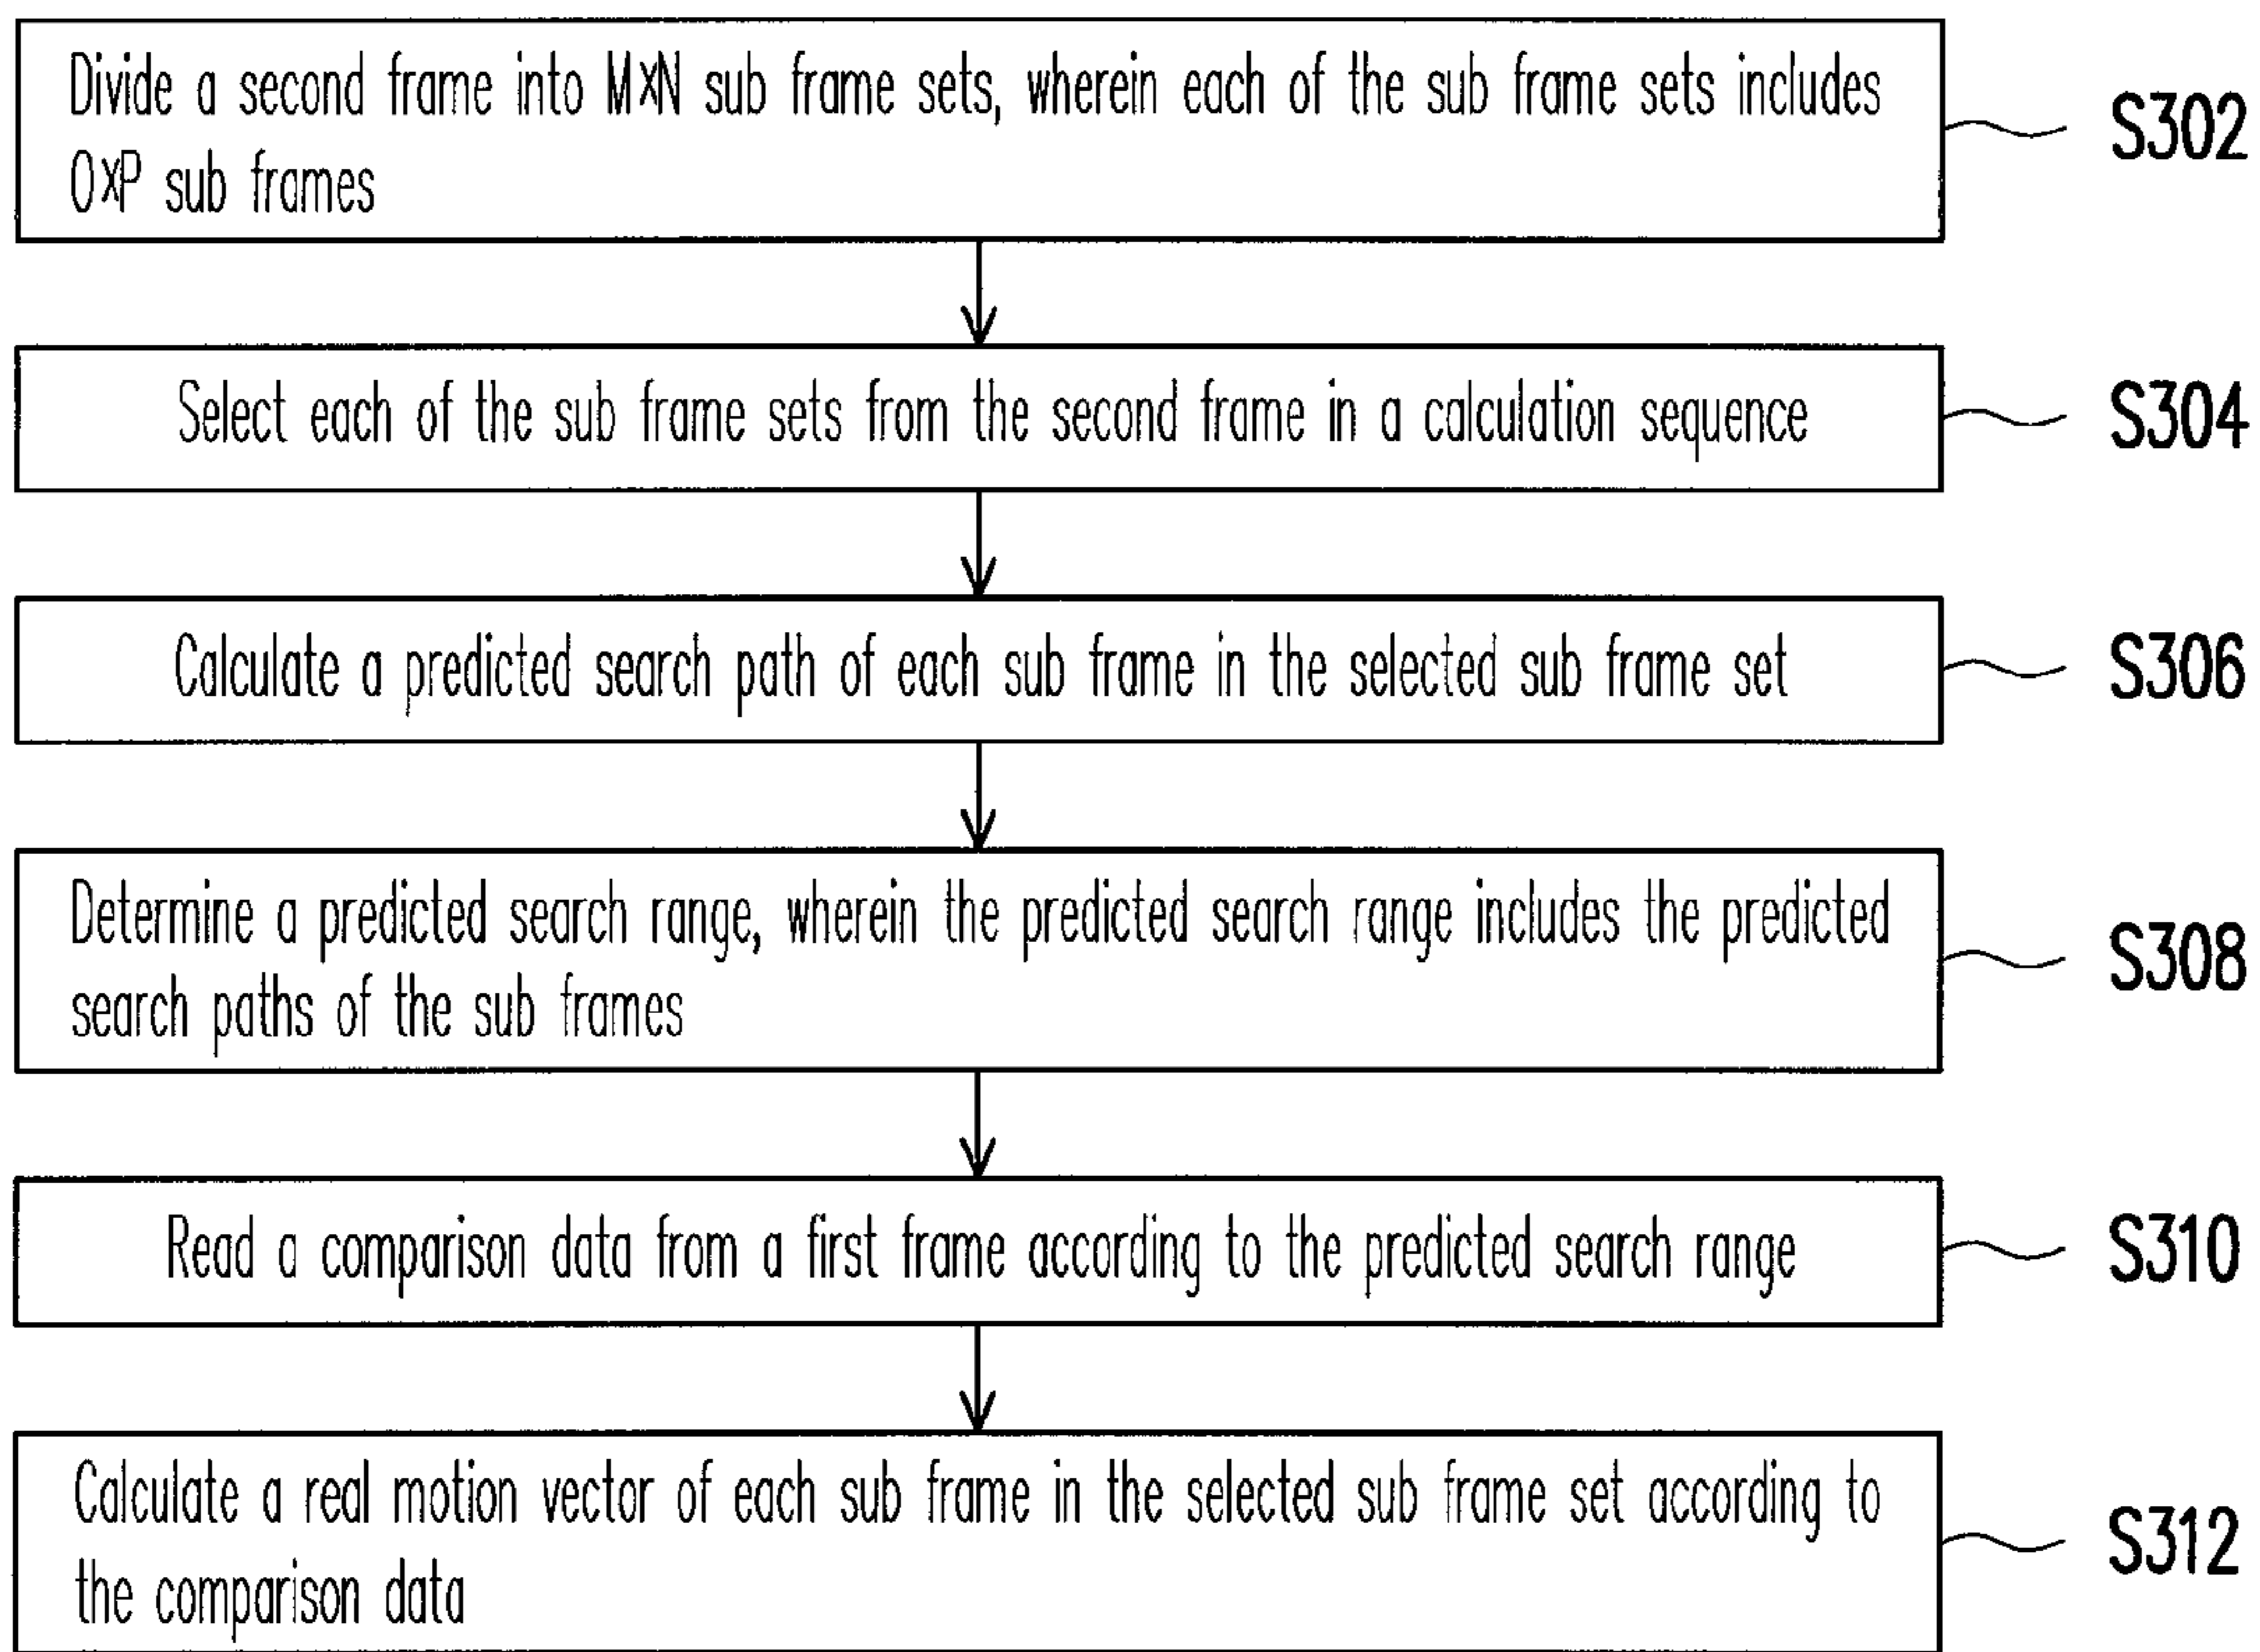 Divide a second frame into M×N sub frame sets, wherein each of the sub frame sets includes
O×P sub frames
S302
Select each of the sub frame sets from the second frame in a calculation sequence
S304
Calculate a predicted search path of each sub frame in the selected sub frame set
S306
Determine a predicted search range, wherein the predicted search range includes the predicted
search paths of the sub frames
S308
Read a comparison data from a first frame according to the predicted search range
S310
Calculate a real motion vector of each sub frame in the selected sub frame set according to
the comparison data
S312